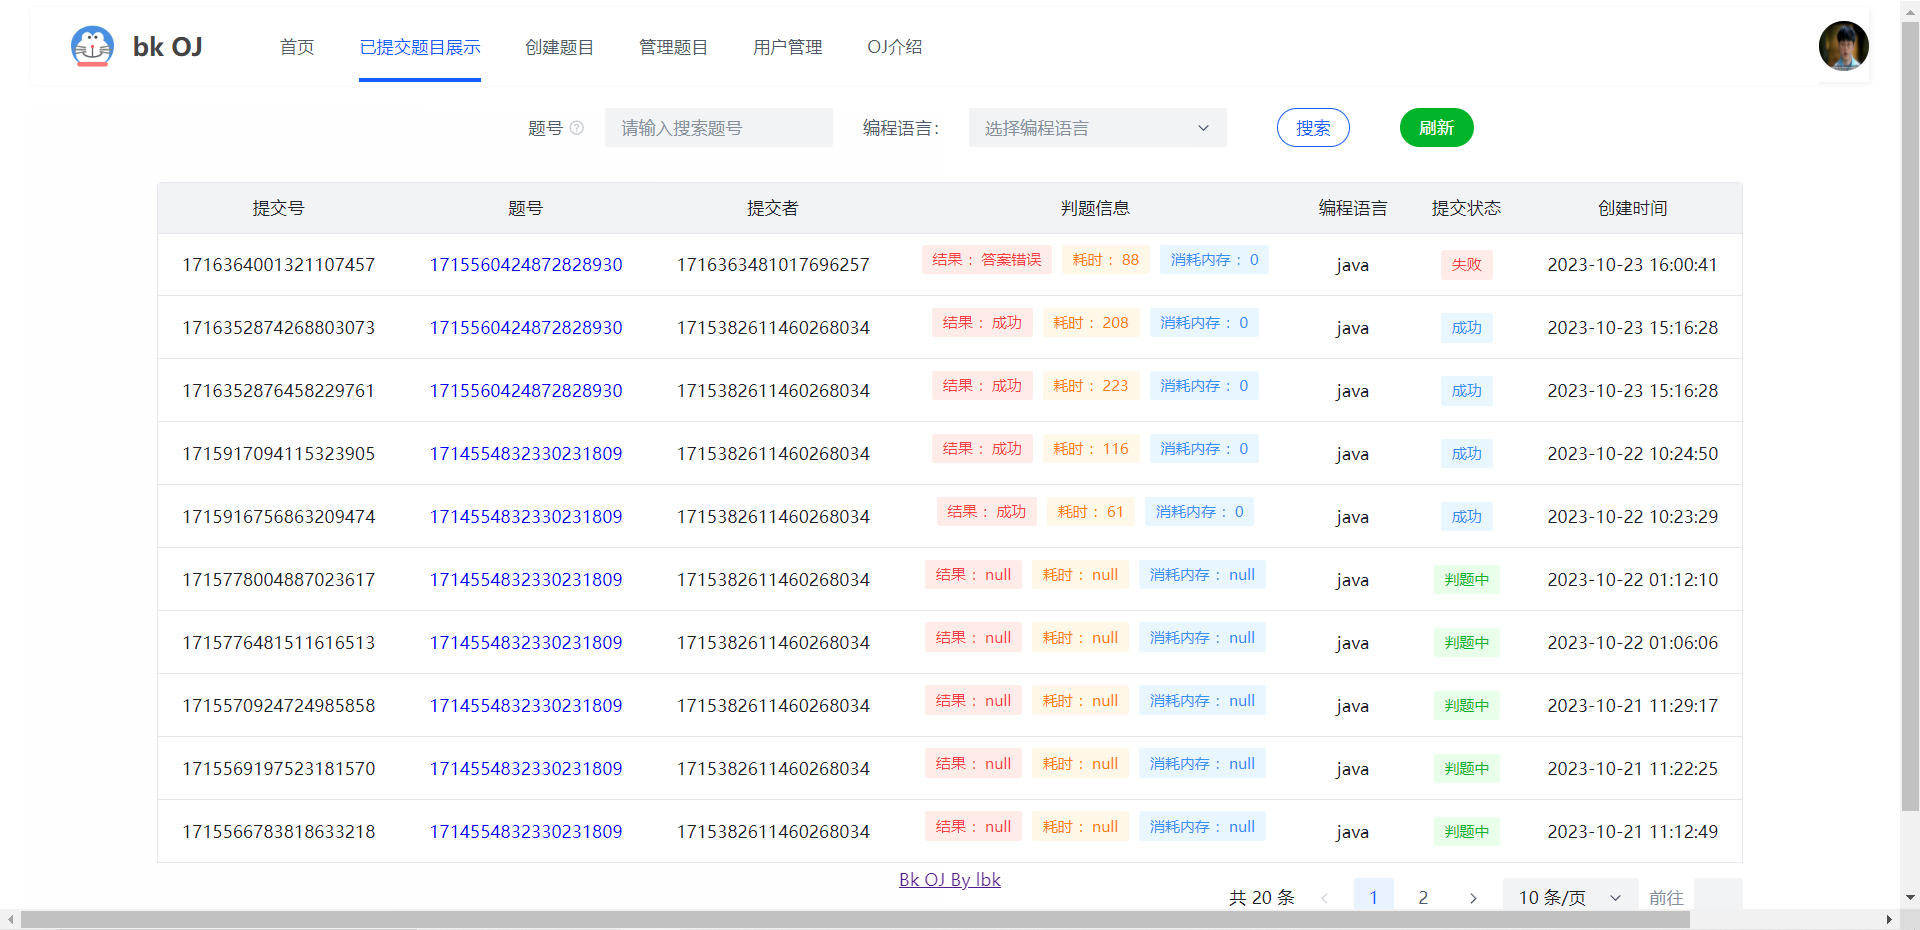 bk OJ 首页 已提交题目展示 创建题目 管理题目 用户管理 OJ介绍
题号 请输入搜索题号 编程语言: 选择编程语言 搜索 刷新
提交号 题号 提交者 判题信息 编程语言 提交状态 创建时间
1716364001321107457 1715560424872828930 1716363481017696257 结果： 答案错误 耗时： 88 消耗内存： 0 java 失败 2023-10-23 16:00:41
1716352874268803073 1715560424872828930 1715382611460268034 结果： 成功 耗时： 208 消耗内存： 0 java 成功 2023-10-23 15:16:28
1716352876458229761 1715560424872828930 1715382611460268034 结果： 成功 耗时： 223 消耗内存： 0 java 成功 2023-10-23 15:16:28
1715917094115323905 1714554832330231809 1715382611460268034 结果： 成功 耗时： 116 消耗内存： 0 java 成功 2023-10-22 10:24:50
1715916756863209474 1714554832330231809 1715382611460268034 结果： 成功 耗时： 61 消耗内存： 0 java 成功 2023-10-22 10:23:29
1715778004887023617 1714554832330231809 1715382611460268034 结果： null 耗时： null 消耗内存： null java 判题中 2023-10-22 01:12:10
1715776481511616513 1714554832330231809 1715382611460268034 结果： null 耗时： null 消耗内存： null java 判题中 2023-10-22 01:06:06
1715570924724985858 1714554832330231809 1715382611460268034 结果： null 耗时： null 消耗内存： null java 判题中 2023-10-21 11:29:17
1715569197523181570 1714554832330231809 1715382611460268034 结果： null 耗时： null 消耗内存： null java 判题中 2023-10-21 11:22:25
1715566783818633218 1714554832330231809 1715382611460268034 结果： null 耗时： null 消耗内存： null java 判题中 2023-10-21 11:12:49
Bk OJ By lbk
共 20 条 1 2 10 条/页 前往